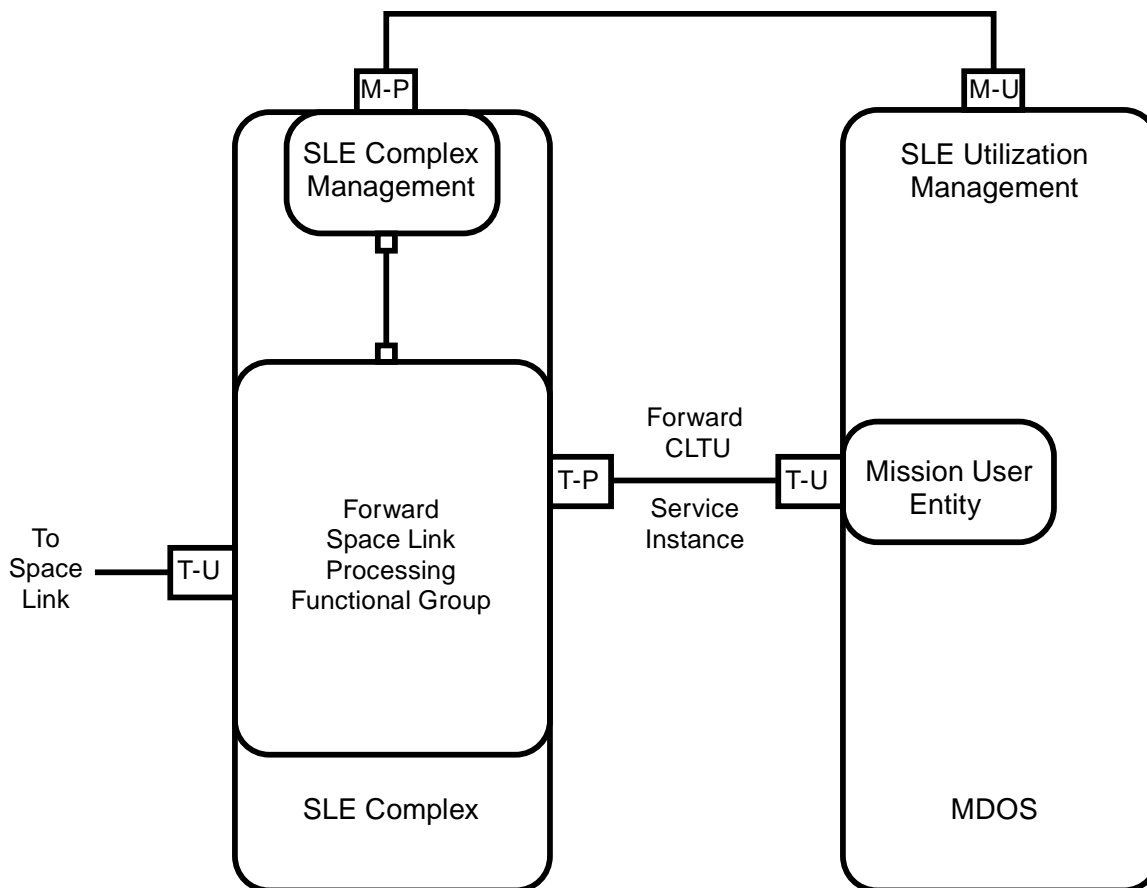 M-P
M-U
SLE Complex
Management
SLE Utilization
Management
Forward
CLTU
T-P
T-U
Mission User
Entity
Service
Instance
Forward
Space Link
Processing
Functional Group
To
Space
Link
T-U
SLE Complex
MDOS